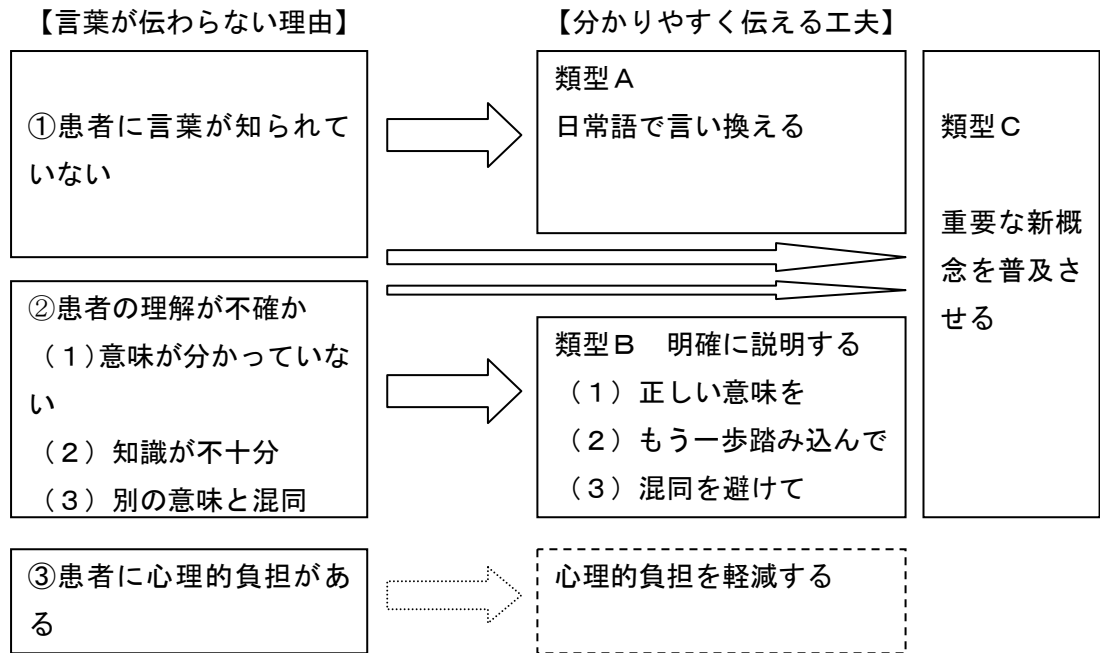 【言葉が伝わらない理由】
【分かりやすく伝える工夫】
①患者に言葉が知られて
いない
類型A
日常語で言い換える
類型C
重要な新概
念を普及さ
せる
②患者の理解が不確か
(1)意味が分かっていな
い
(2)知識が不十分
(3)別の意味と混同
類型B 明確に説明する
(1)正しい意味を
(2)もう一歩踏み込んで
(3)混同を避けて
③患者に心理的負担があ
る
心理的負担を軽減する